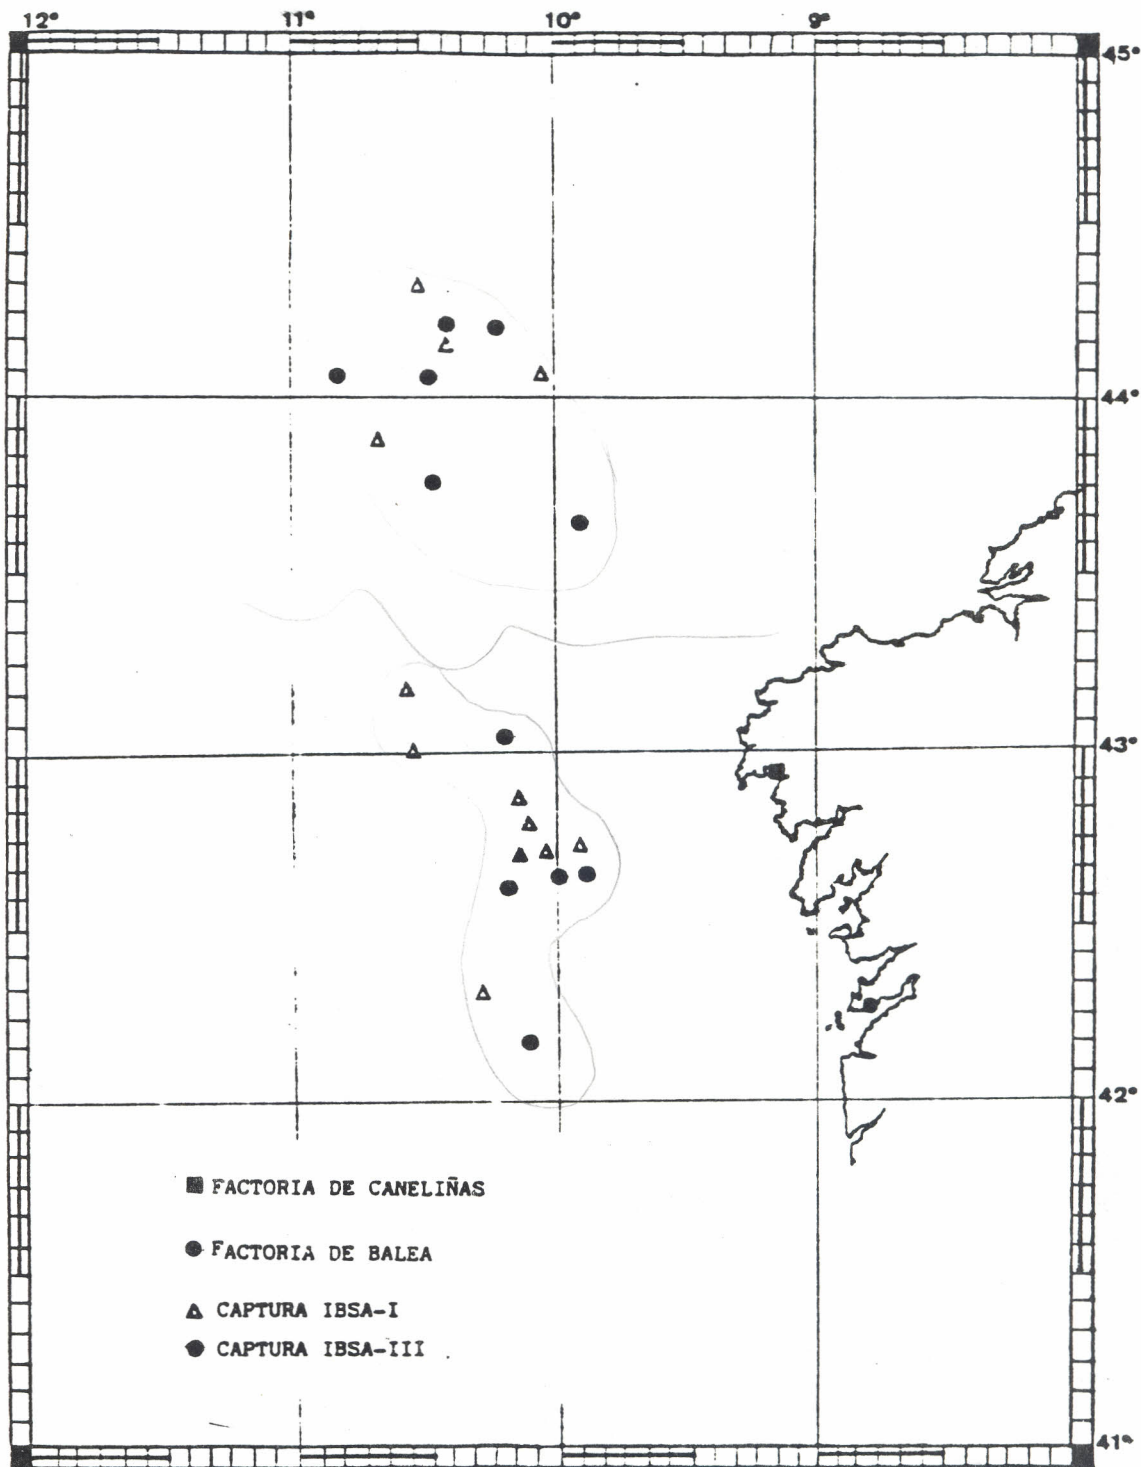 12° 11° 10° 9°
45°
44°
43°
42°
FACTORIA DE CANELIÑAS
FACTORIA DE BALEA
CAPTURA IBSA-I
CAPTURA IBSA-III
41°